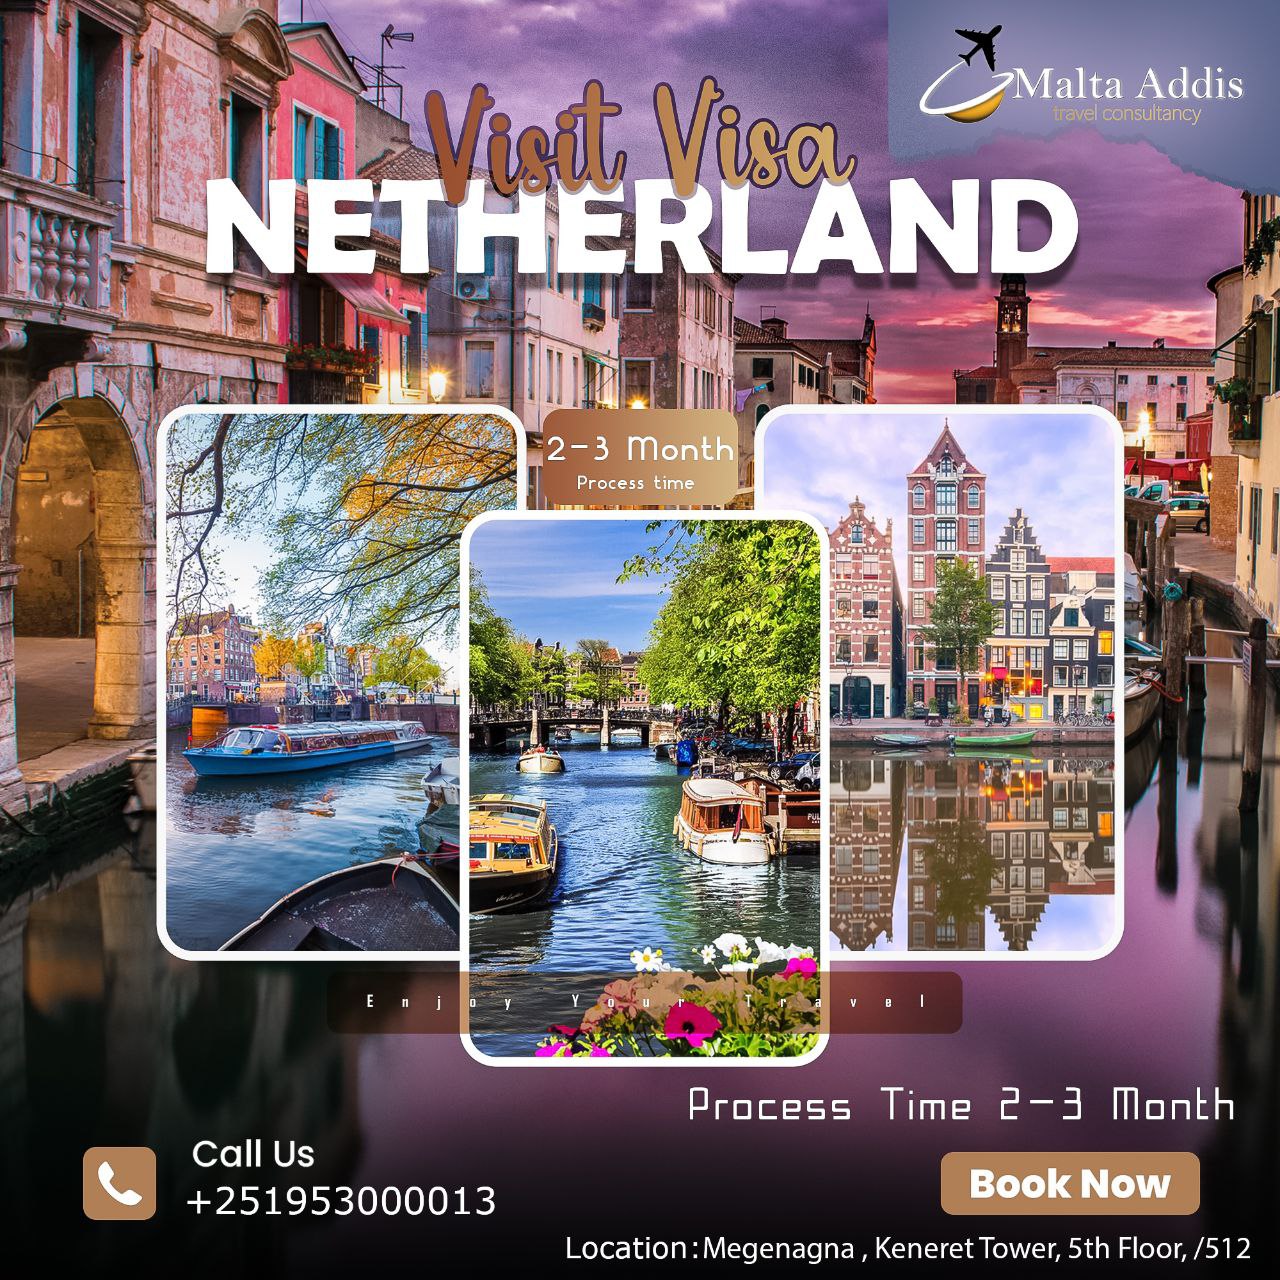 Malta Addis
travel consultancy
Visit Visa
NETHERLAND
2-3 Month
Process time
Enjoy Your Travel
Process Time 2-3 Month
Call Us
+251953000013
Book Now
Location: Megenagna , Keneret Tower, 5th Floor, /512